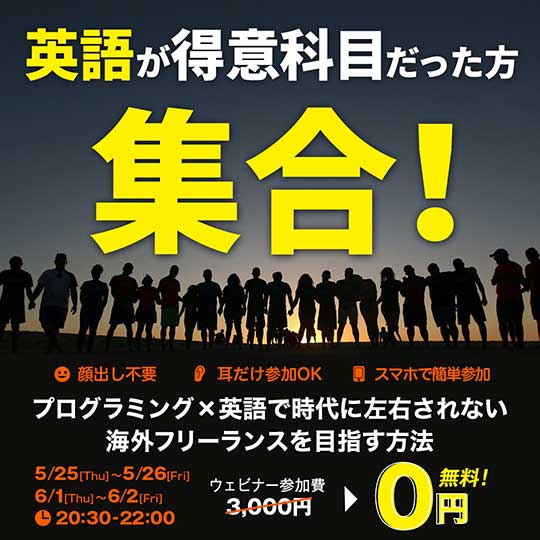 英語が得意科目だった方
集合!
顔出し不要 耳だけ参加OK スマホで簡単参加
プログラミング×英語で時代に左右されない
海外フリーランスを目指す方法
5/25[Thu]~5/26[Fri]
6/1[Thu]~6/2[Fri]
20:30-22:00
ウェビナー参加費
3,000円
0円
無料!